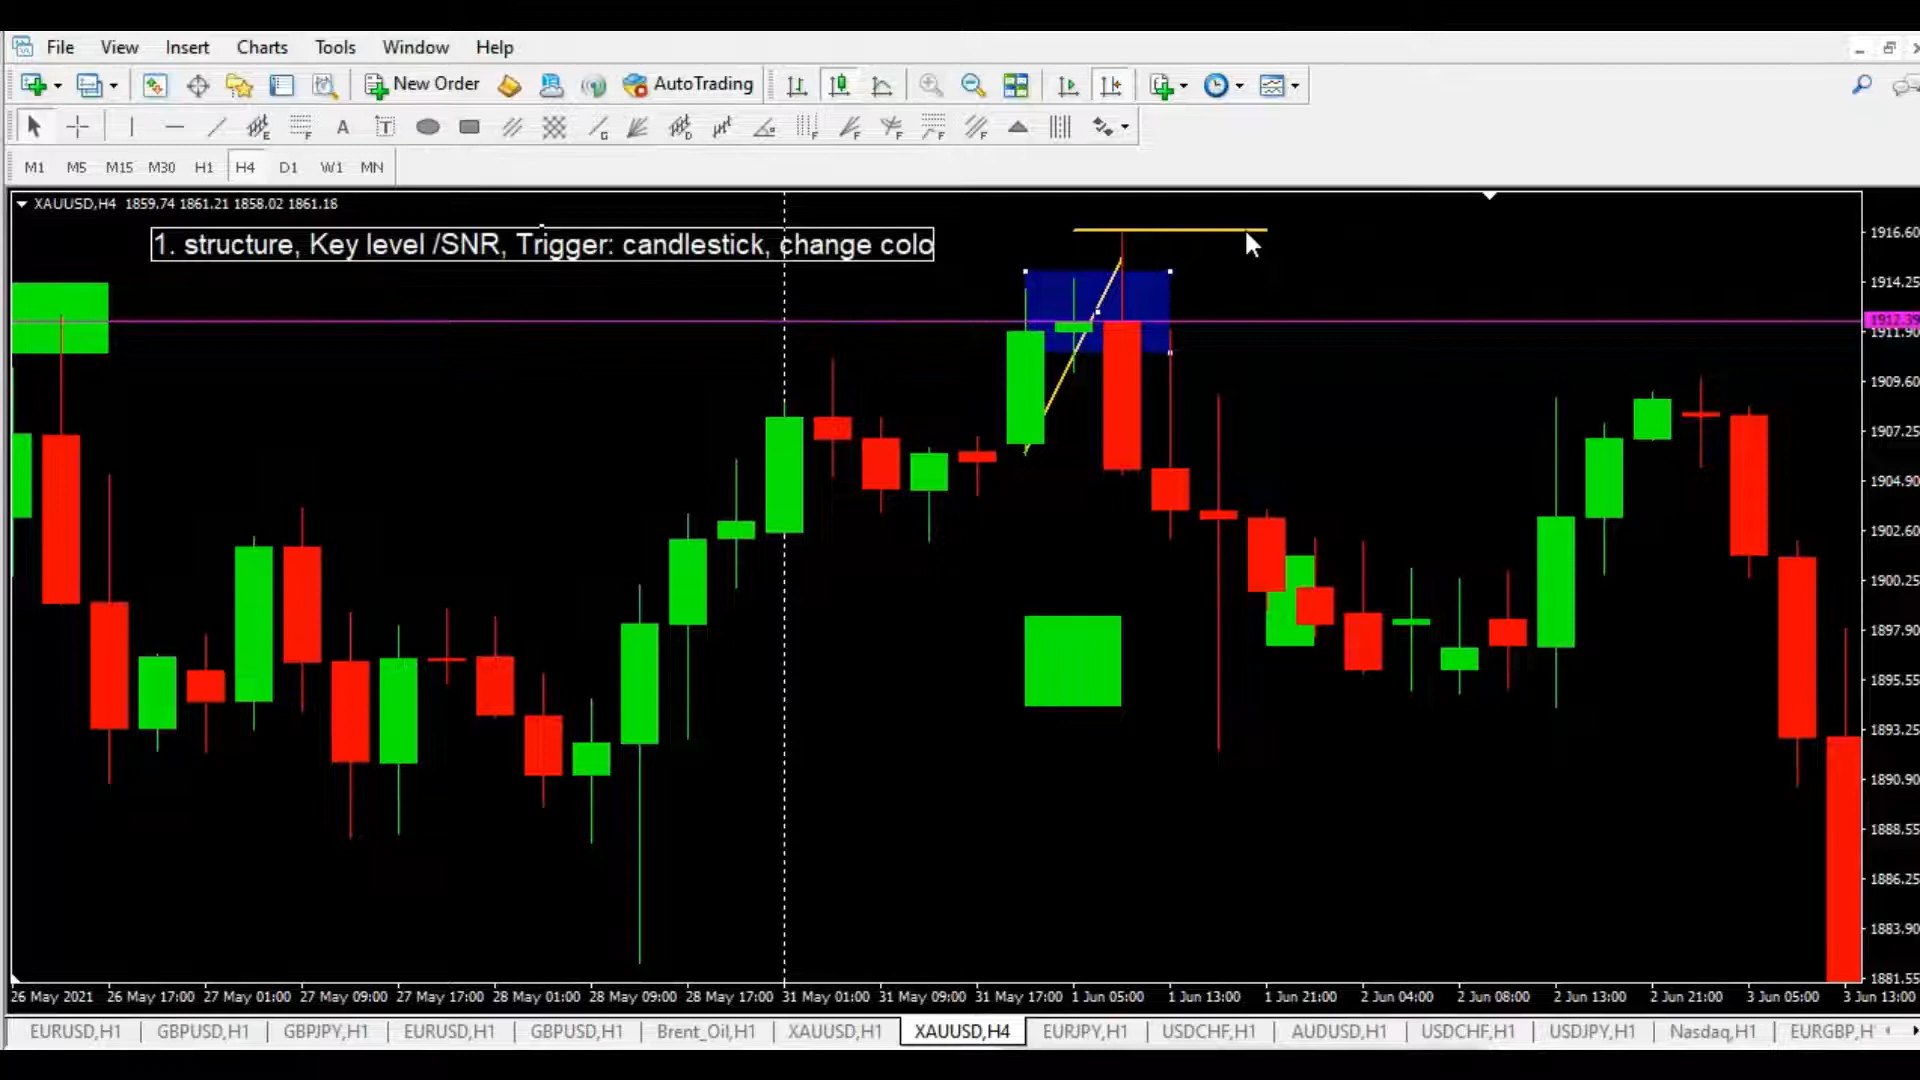 File View Insert Charts Tools Window Help
New Order AutoTrading
A T
M1 M5 M15 M30 H1 H4 D1 W1 MN
XAUUSD,H4 1859.74 1861.21 1858.02 1861.16
1. structure, Key level /SNR, Trigger: candlestick, change colo
1916.60
1914.25
1912.39
1911.90
1909.60
1907.25
1904.90
1902.60
1900.25
1897.90
1895.55
1893.25
1890.90
1888.55
1886.25
1883.90
1881.55
26 May 2021 26 May 17:00 27 May 01:00 27 May 09:00 27 May 17:00 28 May 01:00 28 May 09:00 28 May 17:00 31 May 01:00 31 May 09:00 31 May 17:00 1 Jun 05:00 1 Jun 13:00 1 Jun 21:00 2 Jun 04:00 2 Jun 08:00 2 Jun 13:00 2 Jun 21:00 3 Jun 05:00 3 Jun 13:00
EURUSD,H1 GBPUSD,H1 GBPJPY,H1 EURUSD,H1 GBPUSD,H1 Brent_Oil,H1 XAUUSD,H1 XAUUSD,H4 EURJPY,H1 USDCHF,H1 AUDUSD,H1 USDCHF,H1 USDJPY,H1 Nasdaq,H1 EURGBP,H